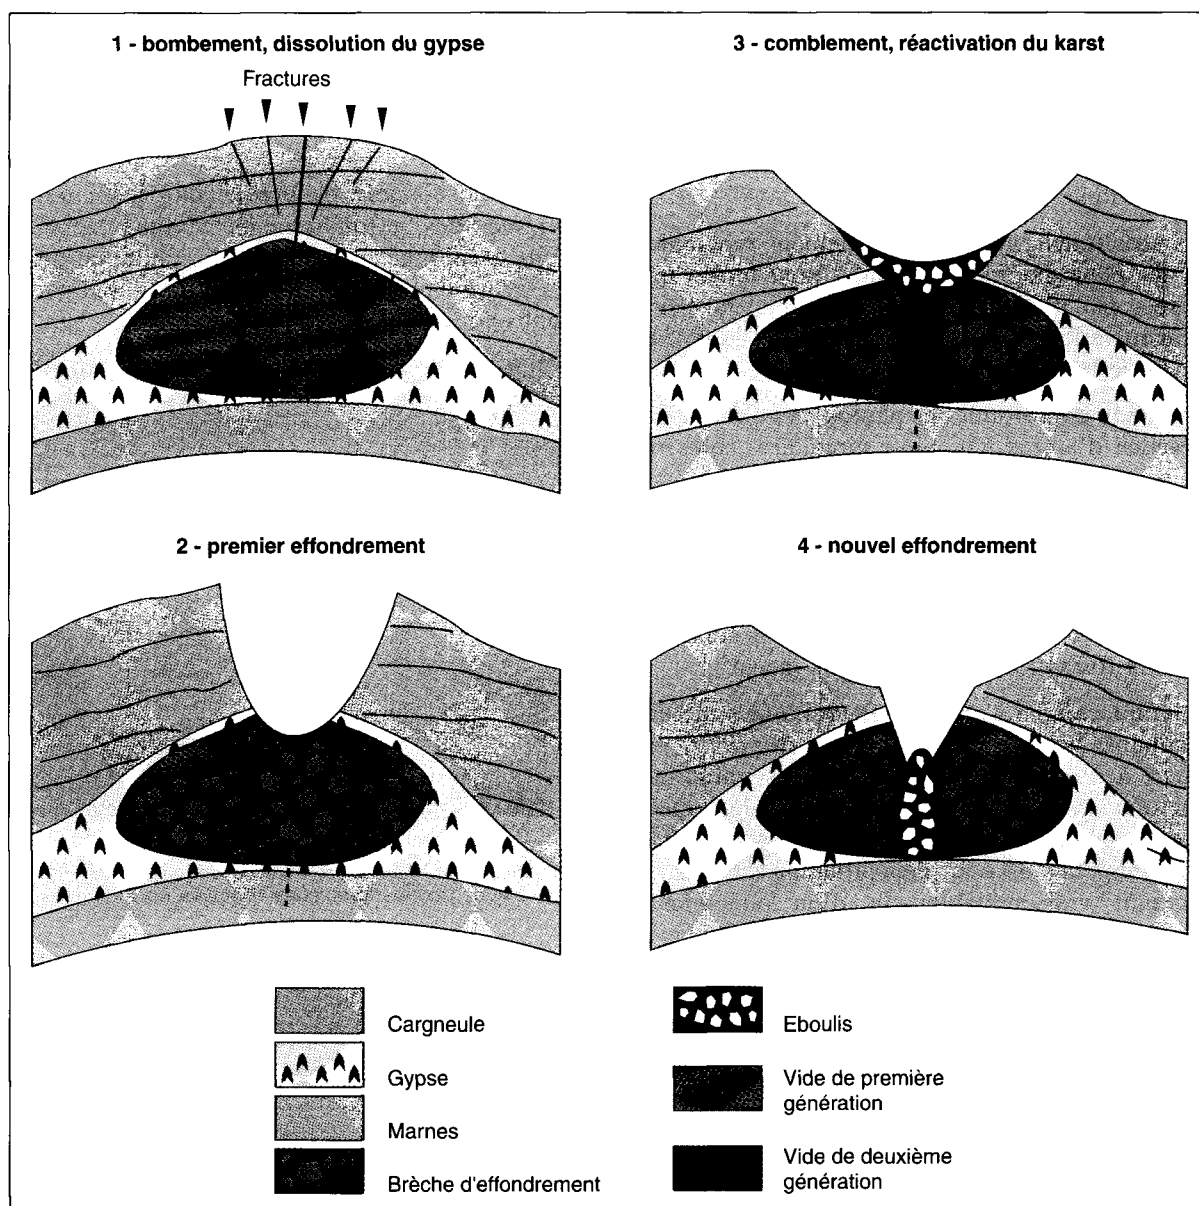 1 - bombement, dissolution du gypse
Fractures
3 - comblement, réactivation du karst
2 - premier effondrement
4 - nouvel effondrement
Cargneule
Gypse
Marnes
Brèche d'effondrement
Eboulis
Vide de première
génération
Vide de deuxième
génération